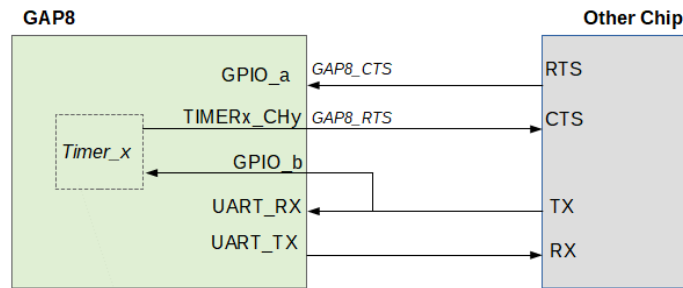 GAP8
Other Chip
GPIO_a
GAP8_CTS
RTS
TIMERx_CHy
GAP8_RTS
CTS
Timer_x
GPIO_b
UART_RX
TX
UART_TX
RX